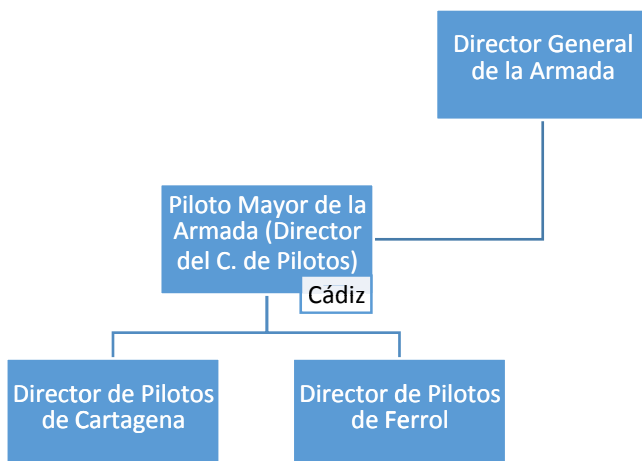 Director General
de la Armada
Piloto Mayor de la
Armada (Director
del C. de Pilotos)
Cádiz
Director de Pilotos
de Cartagena
Director de Pilotos
de Ferrol